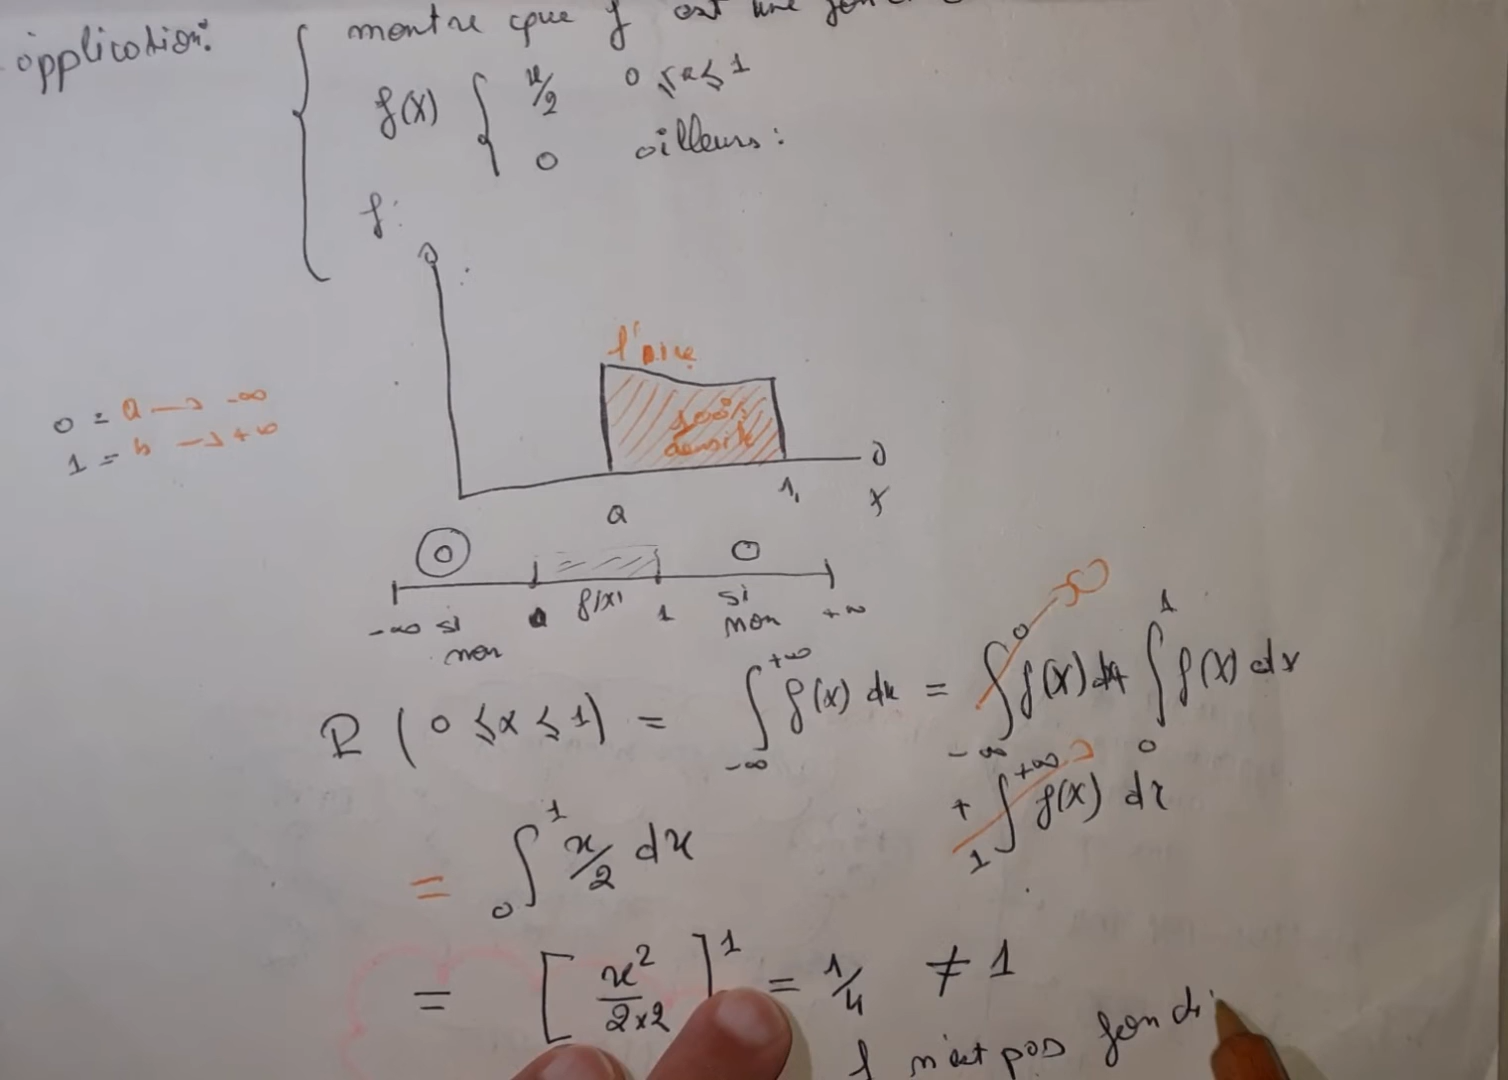 application: montre que f est une
f(x) { x/2 0 ≤ x ≤ 1
0 ailleurs:
f:
l'aire
0 = a → -∞
1 = b → +∞
100%
densité
a 1 x
0 0
-∞ si non 0 f(x) 1 si non +∞
P (0 ≤ x ≤ 1) = ∫_{-∞}^{+∞} f(x) dx = ∫_{-∞}^{0} f(x) dx + ∫_{0}^{1} f(x) dx
+ ∫_{1}^{+∞} f(x) dx
= ∫_{0}^{1} x/2 dx
= [x²/2×2]^1 = 1/4 ≠ 1
f n'est pas